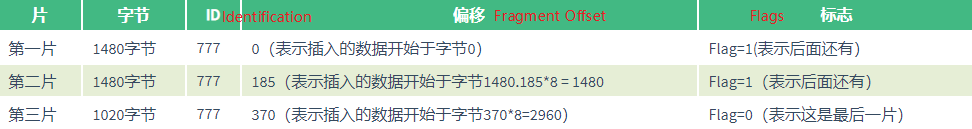 片 字节 ID Identification 偏移 Fragment Offset Flags 标志
第一片 1480字节 777 0（表示插入的数据开始于字节0） Flag=1(表示后面还有）
第二片 1480字节 777 185（表示插入的数据开始于字节1480.185*8 = 1480 Flag=1（表示后面还有）
第三片 1020字节 777 370（表示插入的数据开始于字节370*8=2960） Flag=0（表示这是最后一片）